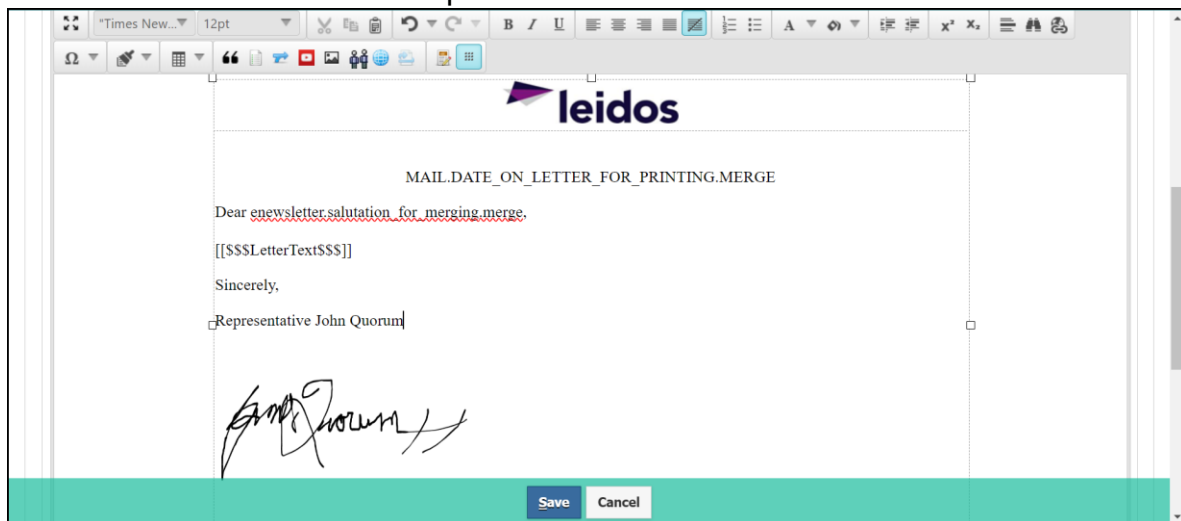 "Times New...
12pt
B I U
A
x² X₂
Ω
leidos
MAIL.DATE_ON_LETTER_FOR_PRINTING.MERGE
Dear enewsletter.salutation_for_merging.merge,
[[$$$LetterText$$$]]
Sincerely,
Representative John Quorum
Save Cancel